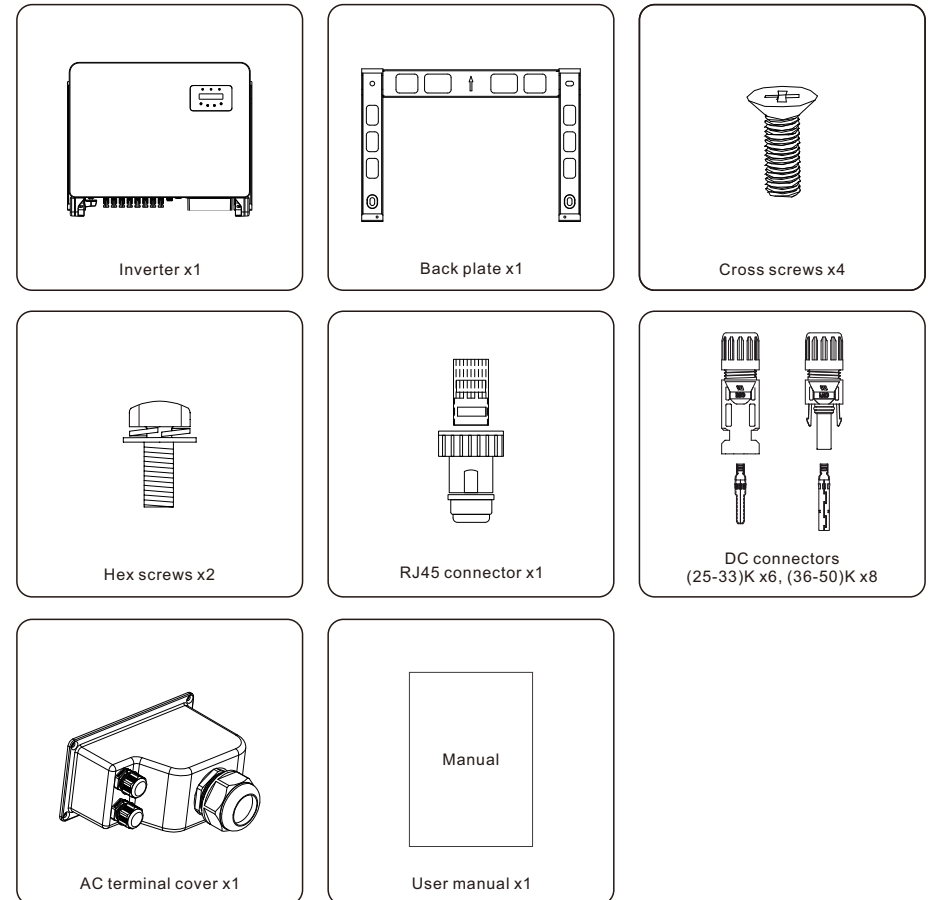 Inverter x1
Back plate x1
Cross screws x4
Hex screws x2
RJ45 connector x1
DC connectors
(25-33)K x6, (36-50)K x8
AC terminal cover x1
Manual
User manual x1